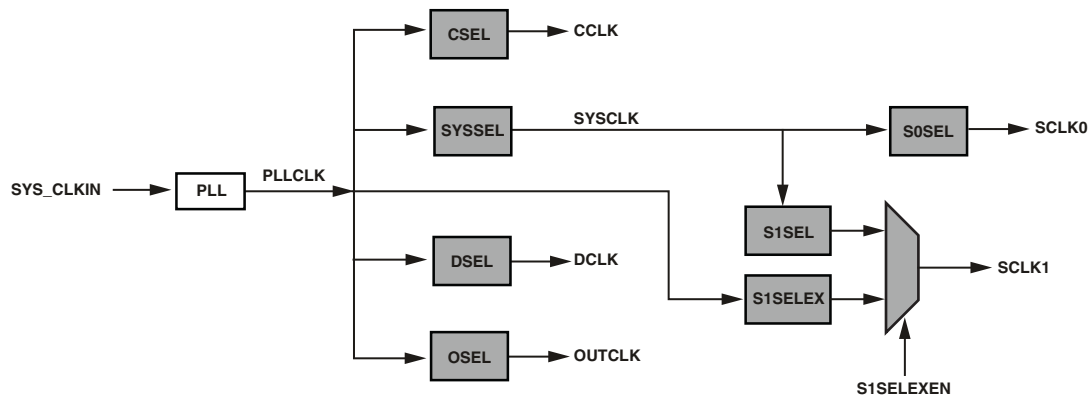 CSEL
CCLK
SYSSEL
SYSCLK
S0SEL
SCLK0
SYS_CLKIN
PLL
PLLCLK
S1SEL
DSEL
DCLK
SCLK1
S1SELEX
OSEL
OUTCLK
S1SELEXEN